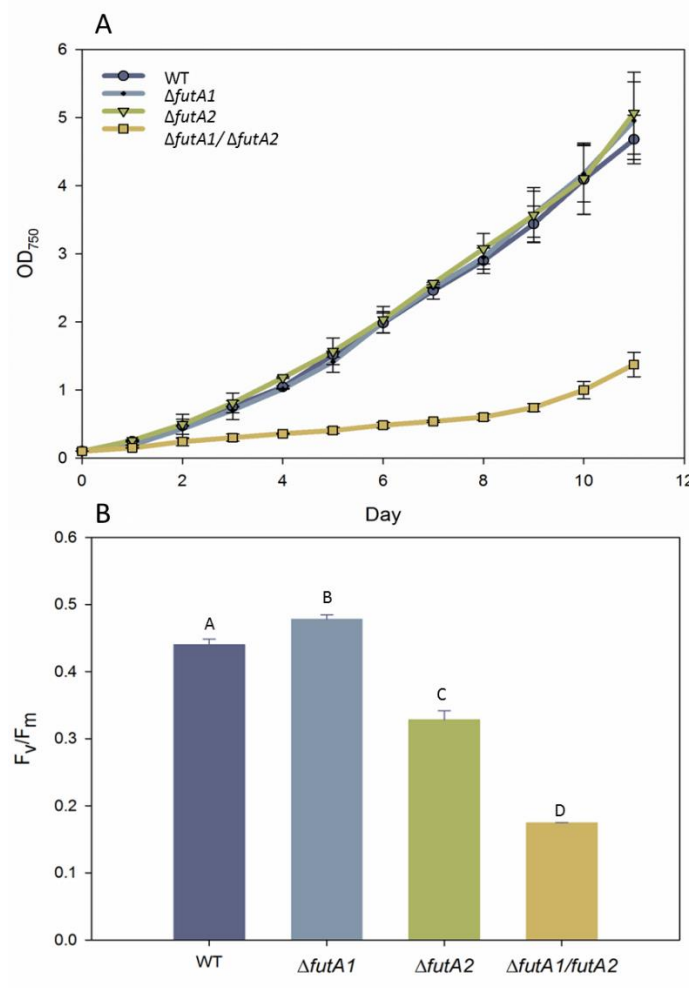 A
6
5
4
3
2
1
0
OD750
WT
ΔfutA1
ΔfutA2
ΔfutA1/ ΔfutA2
0 2 4 6 8 10 12
Day
B
0.6
0.5
0.4
0.3
0.2
0.1
0.0
Fv/Fm
A
B
C
D
WT ΔfutA1 ΔfutA2 ΔfutA1/futA2